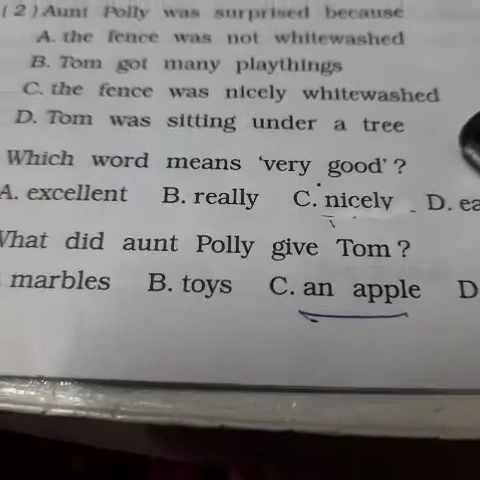 ( 2 ) Aunt Polly was surprised because
A. the fence was not whitewashed
B. Tom got many playthings
C. the fence was nicely whitewashed
D. Tom was sitting under a tree
Which word means 'very good' ?
A. excellent B. really C. nicely D.
What did aunt Polly give Tom ?
marbles B. toys C. an apple D